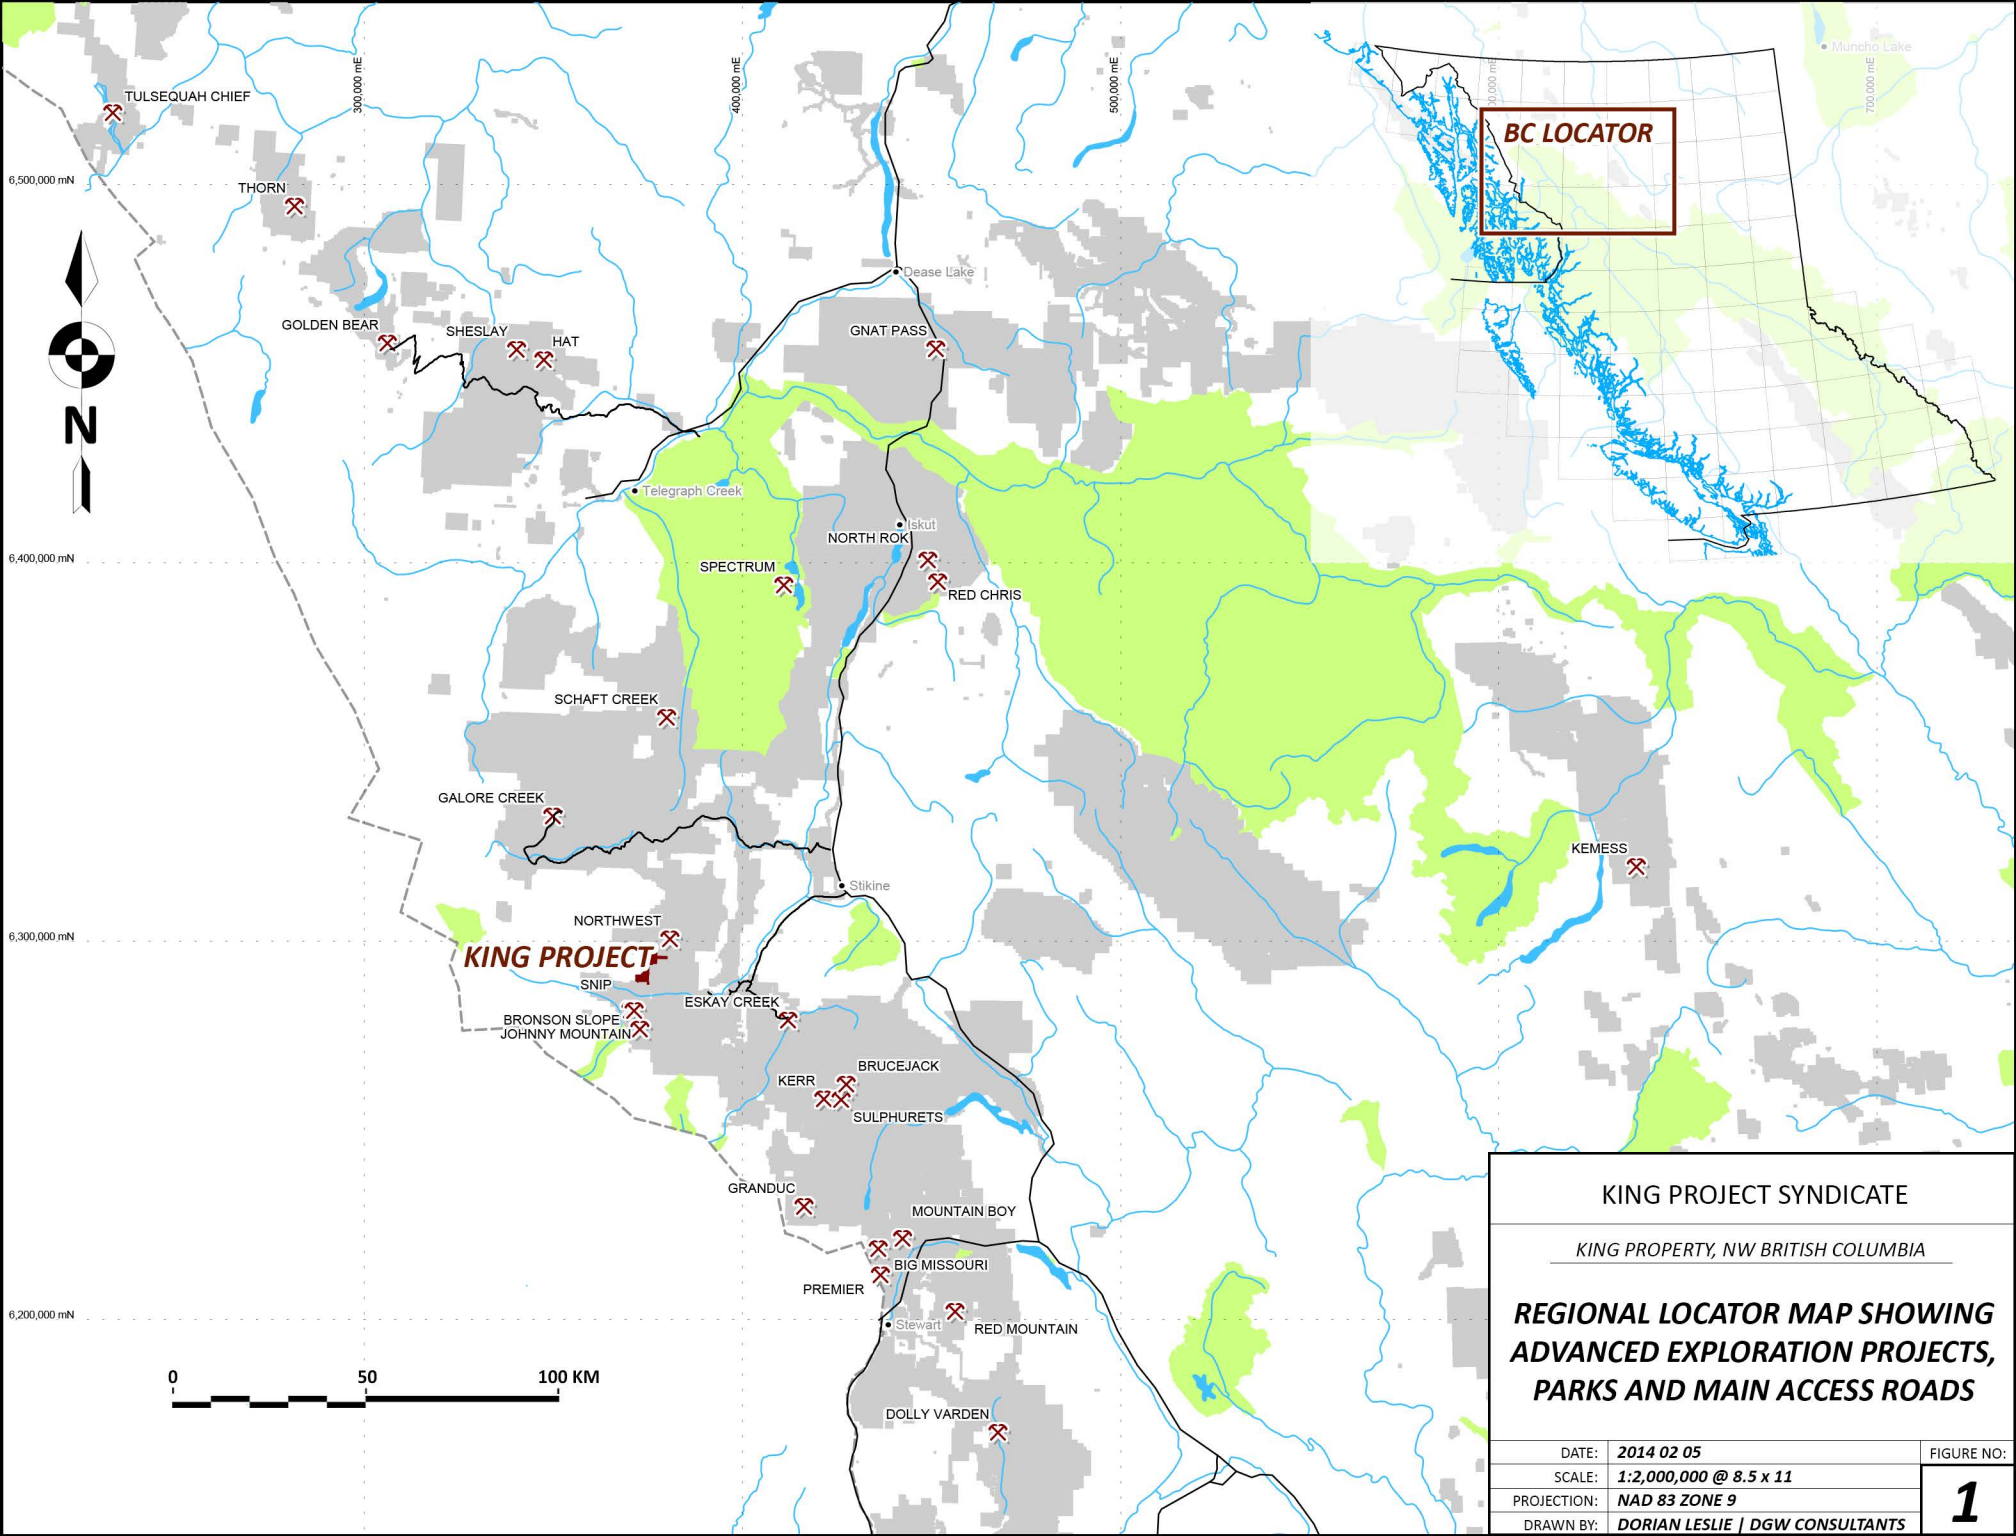 300,000 mE
400,000 mE
500,000 mE
700,000 mE
Muncho Lake
TULSEQUAH CHIEF
BC LOCATOR
6,500,000 mN
THORN
Dease Lake
GOLDEN BEAR
SHESLAY
HAT
GNAT PASS
N
Telegraph Creek
Iskut
NORTH ROK
6,400,000 mN
SPECTRUM
RED CHRIS
SCHAFT CREEK
GALORE CREEK
KEMESS
Stikine
NORTHWEST
6,300,000 mN
KING PROJECT
SNIP
ESKAY CREEK
BRONSON SLOPE
JOHNNY MOUNTAIN
BRUCEJACK
KERR
SULPHURETS
GRANDUC
MOUNTAIN BOY
BIG MISSOURI
PREMIER
6,200,000 mN
Stewart
RED MOUNTAIN
0 50 100 KM
DOLLY VARDEN
KING PROJECT SYNDICATE
KING PROPERTY, NW BRITISH COLUMBIA
REGIONAL LOCATOR MAP SHOWING
ADVANCED EXPLORATION PROJECTS,
PARKS AND MAIN ACCESS ROADS
DATE: 2014 02 05
SCALE: 1:2,000,000 @ 8.5 x 11
PROJECTION: NAD 83 ZONE 9
DRAWN BY: DORIAN LESLIE | DGW CONSULTANTS
FIGURE NO:
1